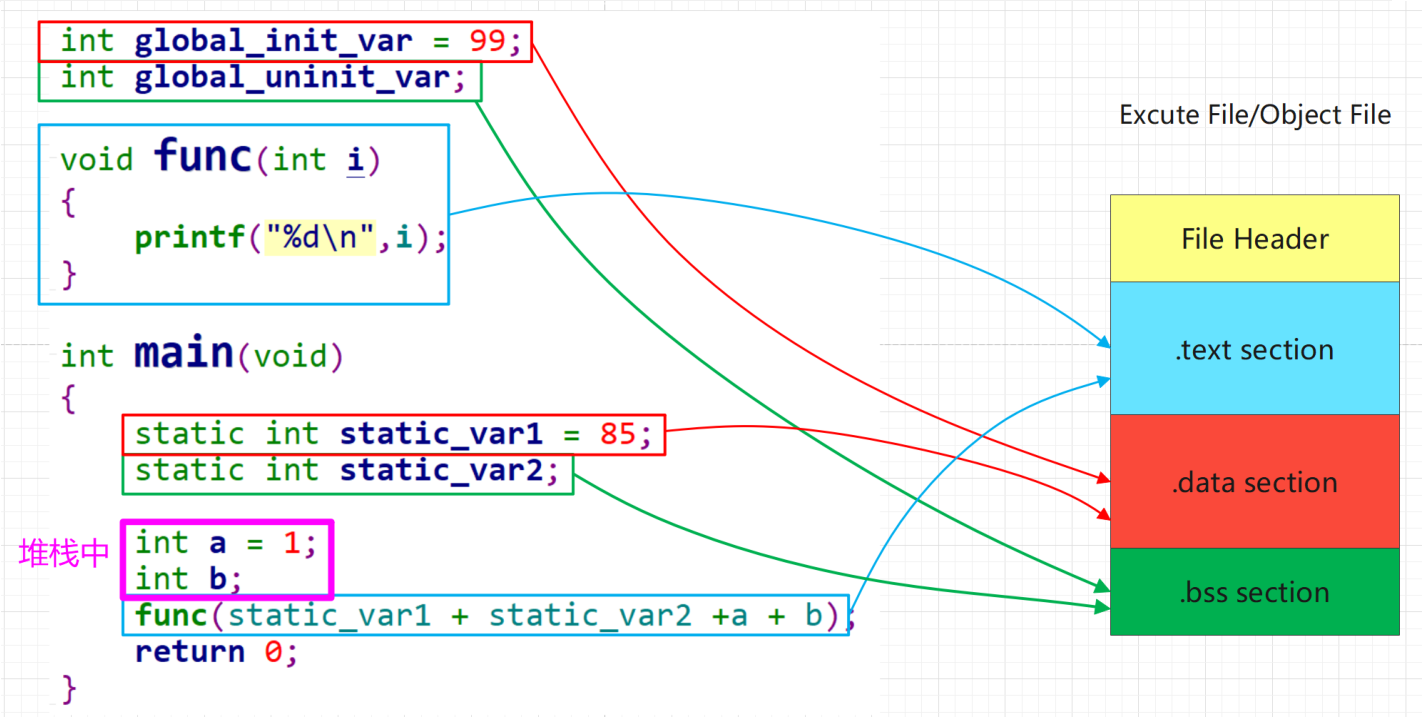 int global_init_var = 99;
int global_uninit_var;
void func(int i)
{
printf("%d\n",i);
}
int main(void)
{
static int static_var1 = 85;
static int static_var2;
堆栈中
int a = 1;
int b;
func(static_var1 + static_var2 +a + b);
return 0;
}
Excute File/Object File
File Header
.text section
.data section
.bss section